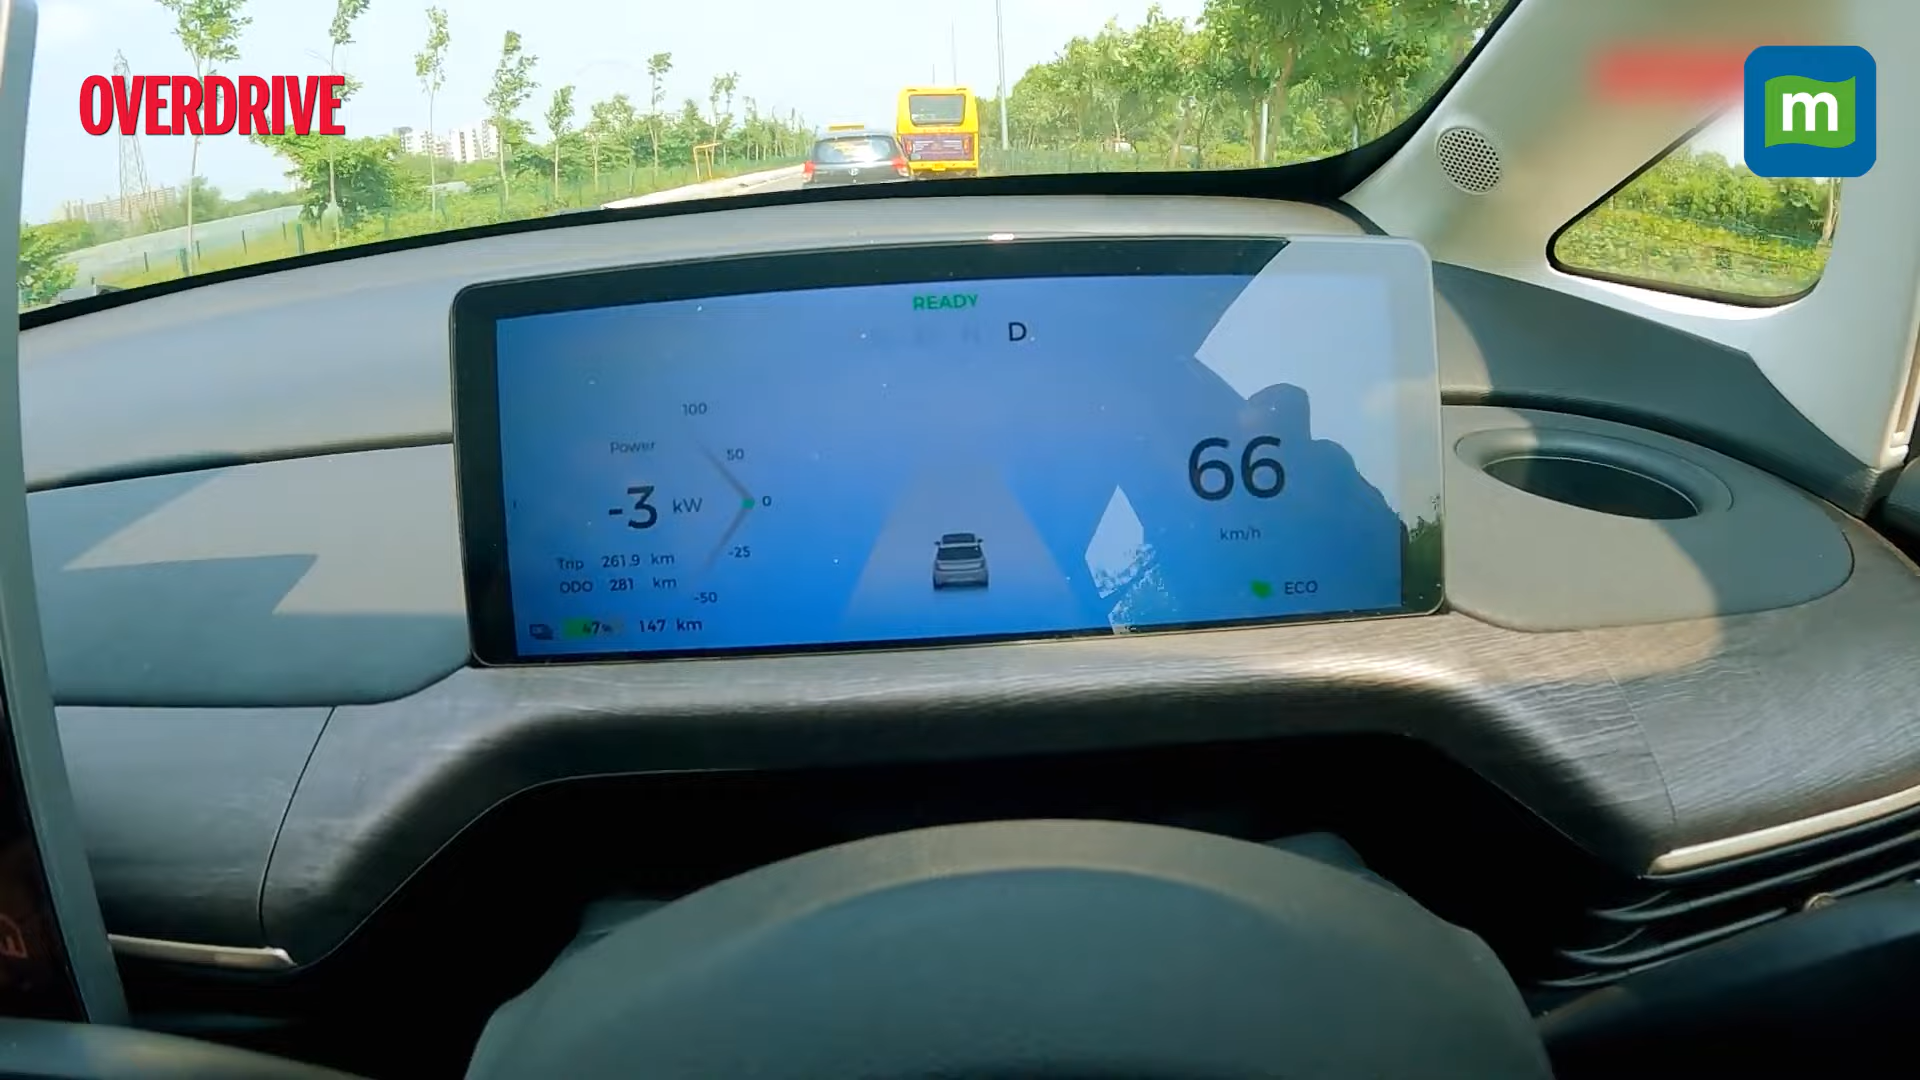 OVERDRIVE
m
READY
D
100
Power
50
-3 kW
0
66
km/h
-25
Trip 261.9 km
ODO 281 km
-50
47% 147 km
ECO